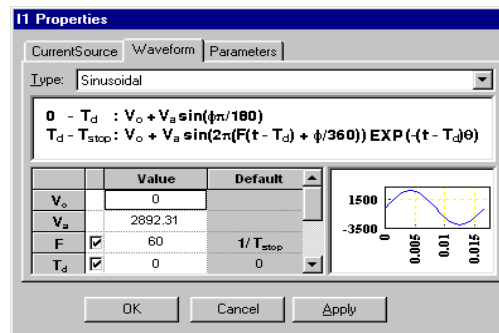 I1 Properties
CurrentSource Waveform Parameters
Type: Sinusoidal
0 - Td : Vo + Va sin(ϕπ/180)
Td - Tstop: Vo + Va sin(2π(F(t - Td) + ϕ/360)) EXP(-(t - Td)θ)
Value Default
Vo 0
Va 2892.31
F 60 1/ Tstop
Td 0 0
1500
-3500
0 0.005 0.01 0.015
OK Cancel Apply